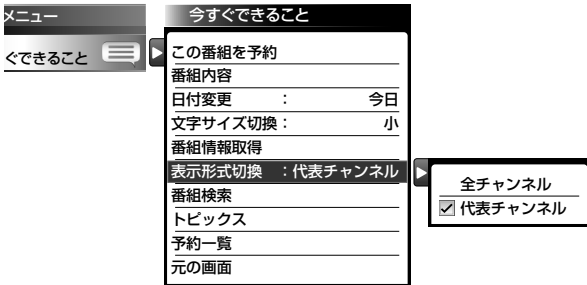 メニュー
ぐできること
今すぐできること
この番組を予約
番組内容
日付変更 : 今日
文字サイズ切換 : 小
番組情報取得
表示形式切換 : 代表チャンネル
番組検索
トピックス
予約一覧
元の画面
全チャンネル
代表チャンネル